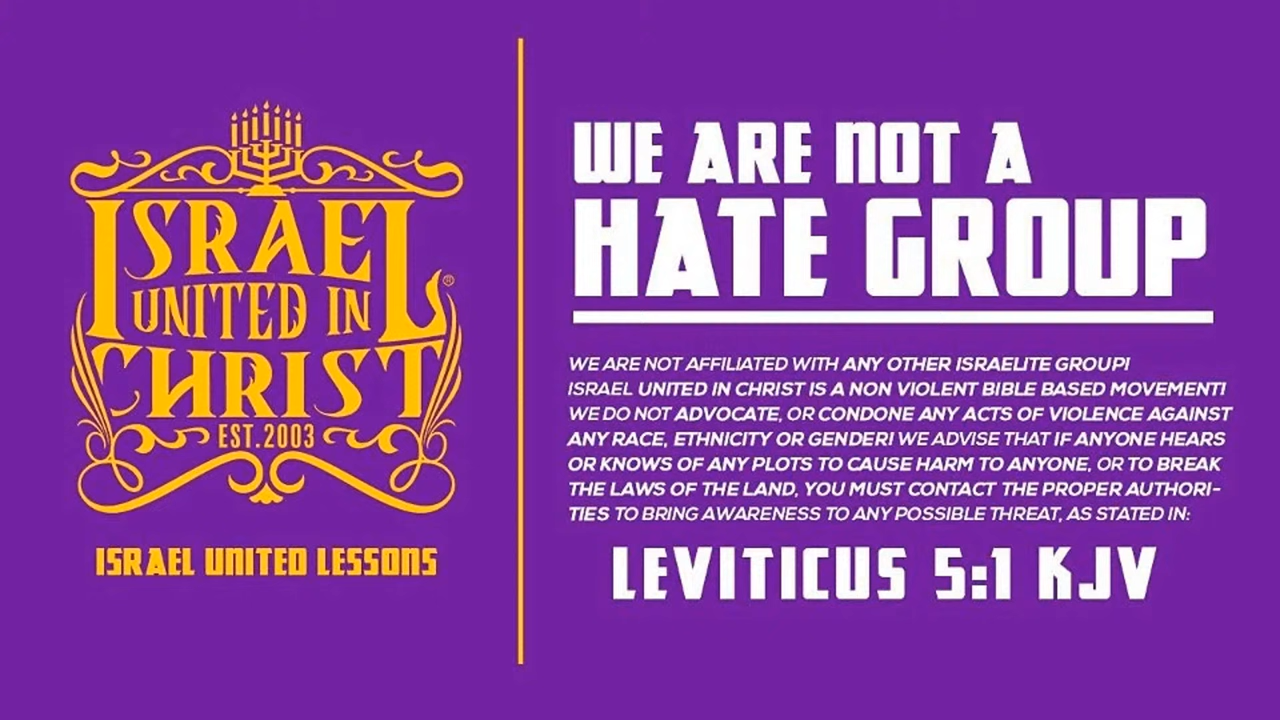 ISRAEL
UNITED IN
CHRIST
®
EST. 2003
ISRAEL UNITED LESSONS
WE ARE NOT A
HATE GROUP
WE ARE NOT AFFILIATED WITH ANY OTHER ISRAELITE GROUP!
ISRAEL UNITED IN CHRIST IS A NON VIOLENT BIBLE BASED MOVEMENT!
WE DO NOT ADVOCATE, OR CONDONE ANY ACTS OF VIOLENCE AGAINST
ANY RACE, ETHNICITY OR GENDER! WE ADVISE THAT IF ANYONE HEARS
OR KNOWS OF ANY PLOTS TO CAUSE HARM TO ANYONE, OR TO BREAK
THE LAWS OF THE LAND, YOU MUST CONTACT THE PROPER AUTHORI-
TIES TO BRING AWARENESS TO ANY POSSIBLE THREAT, AS STATED IN:
LEVITICUS 5:1 KJV